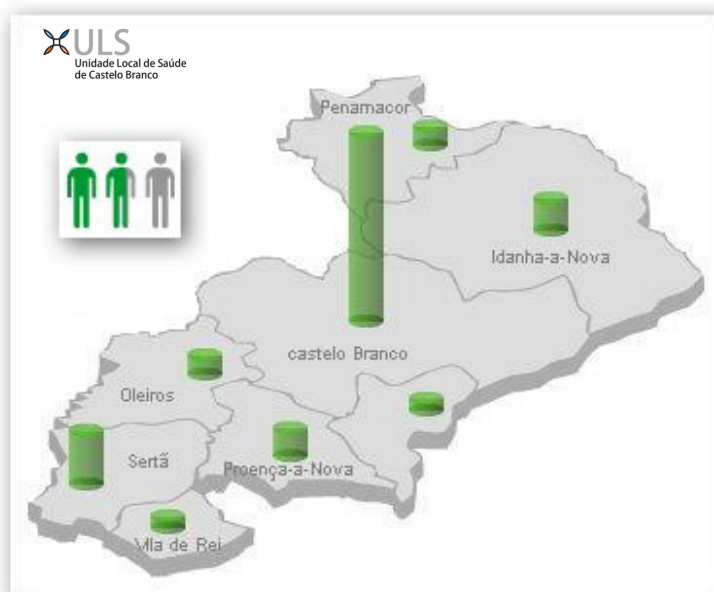 ULS
Unidade Local de Saúde
de Castelo Branco
Penamacor
Idanha-a-Nova
castelo Branco
Oleiros
Sertã
Proença-a-Nova
Vila de Rei